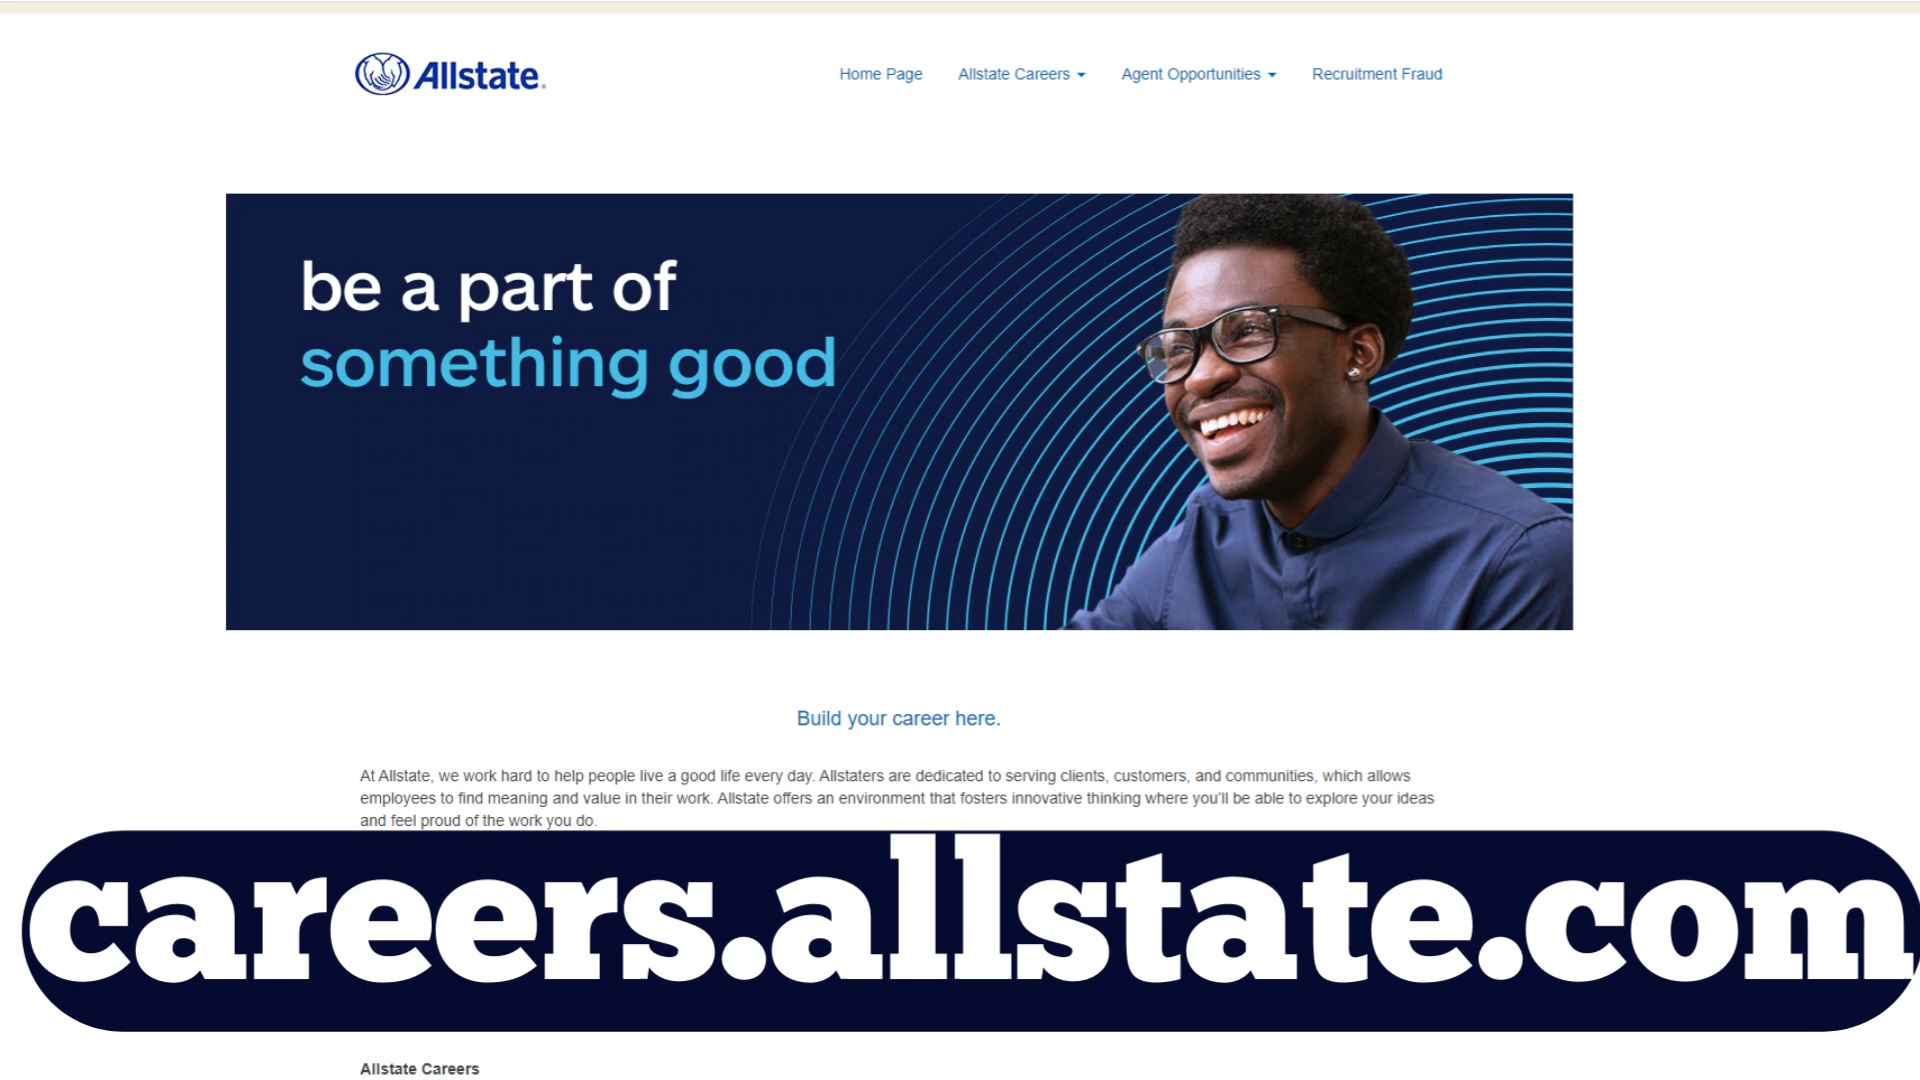 Allstate.
Home Page Allstate Careers Agent Opportunities Recruitment Fraud
be a part of
something good
Build your career here.
At Allstate, we work hard to help people live a good life every day. Allstaters are dedicated to serving clients, customers, and communities, which allows
employees to find meaning and value in their work. Allstate offers an environment that fosters innovative thinking where you'll be able to explore your ideas
and feel proud of the work you do.
careers.allstate.com
Allstate Careers